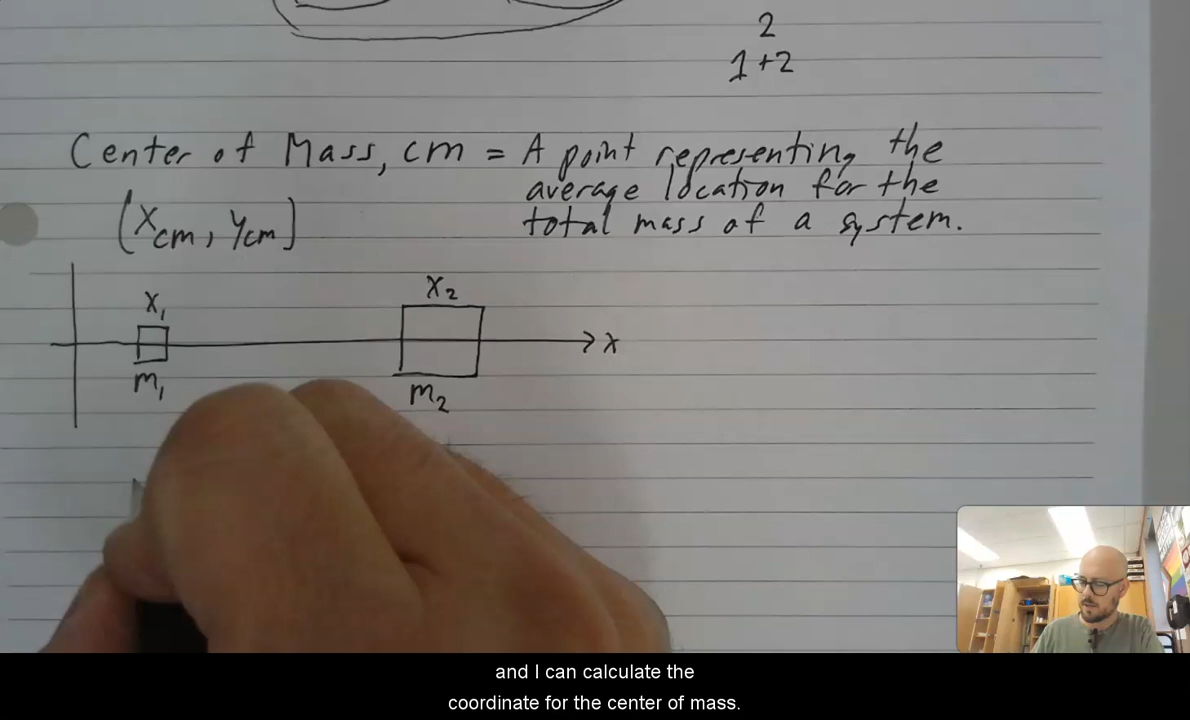 2
1+2
Center of Mass, cm = A point representing the
average location for the
total mass of a system.
(Xcm, Ycm)
X1
X2
x
m1
m2
and I can calculate the
coordinate for the center of mass.